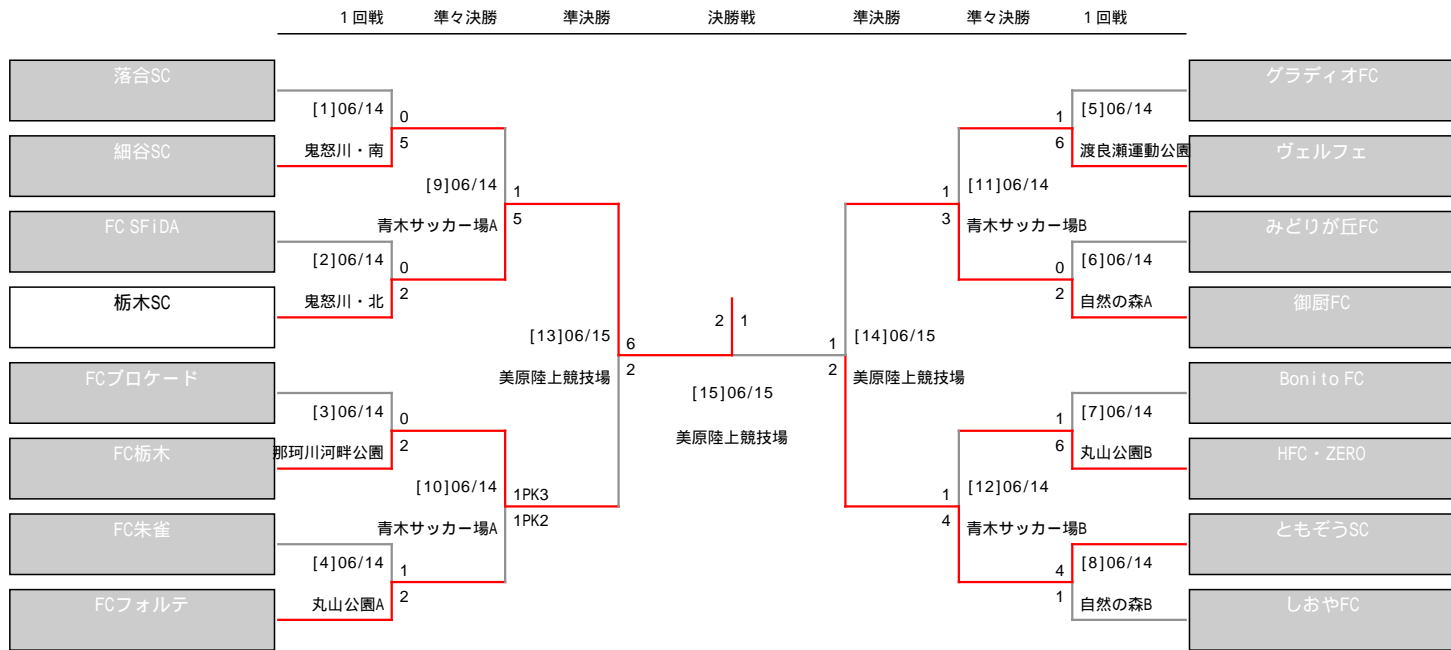 1回戦 準々決勝 準決勝 決勝戦 準決勝 準々決勝 1回戦
落合SC
グラディオFC
[1]06/14
0
1
[5]06/14
細谷SC
鬼怒川・南
5
6
渡良瀬運動公園
ヴェルフェ
[9]06/14
1
1
[11]06/14
FC SFiDA
青木サッカー場A
5
3
青木サッカー場B
みどりが丘FC
[2]06/14
0
0
[6]06/14
栃木SC
鬼怒川・北
2
2
自然の森A
御厨FC
2
1
[13]06/15
6
1
[14]06/15
FCプロケード
美原陸上競技場
2
2
美原陸上競技場
Bonito FC
[15]06/15
[3]06/14
0
1
[7]06/14
美原陸上競技場
FC栃木
那珂川河畔公園
2
6
丸山公園B
HFC・ZERO
[10]06/14
1PK3
1
[12]06/14
FC朱雀
青木サッカー場A
1PK2
4
青木サッカー場B
ともぞうSC
[4]06/14
1
4
[8]06/14
FCフォルテ
丸山公園A
2
1
自然の森B
しおやFC